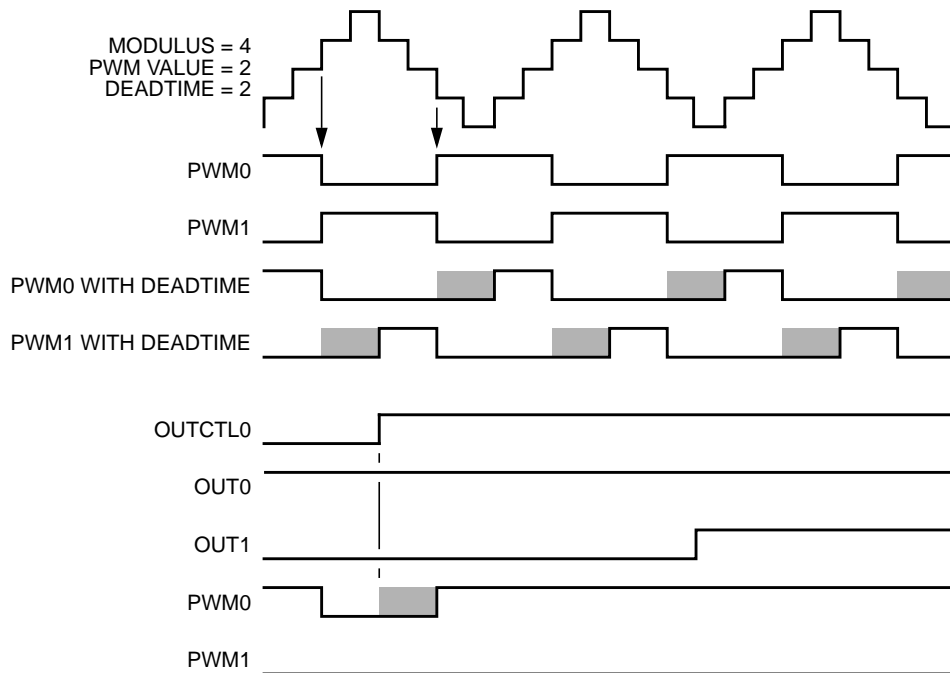 MODULUS = 4
PWM VALUE = 2
DEADTIME = 2
PWM0
PWM1
PWM0 WITH DEADTIME
PWM1 WITH DEADTIME
OUTCTL0
OUT0
OUT1
PWM0
PWM1